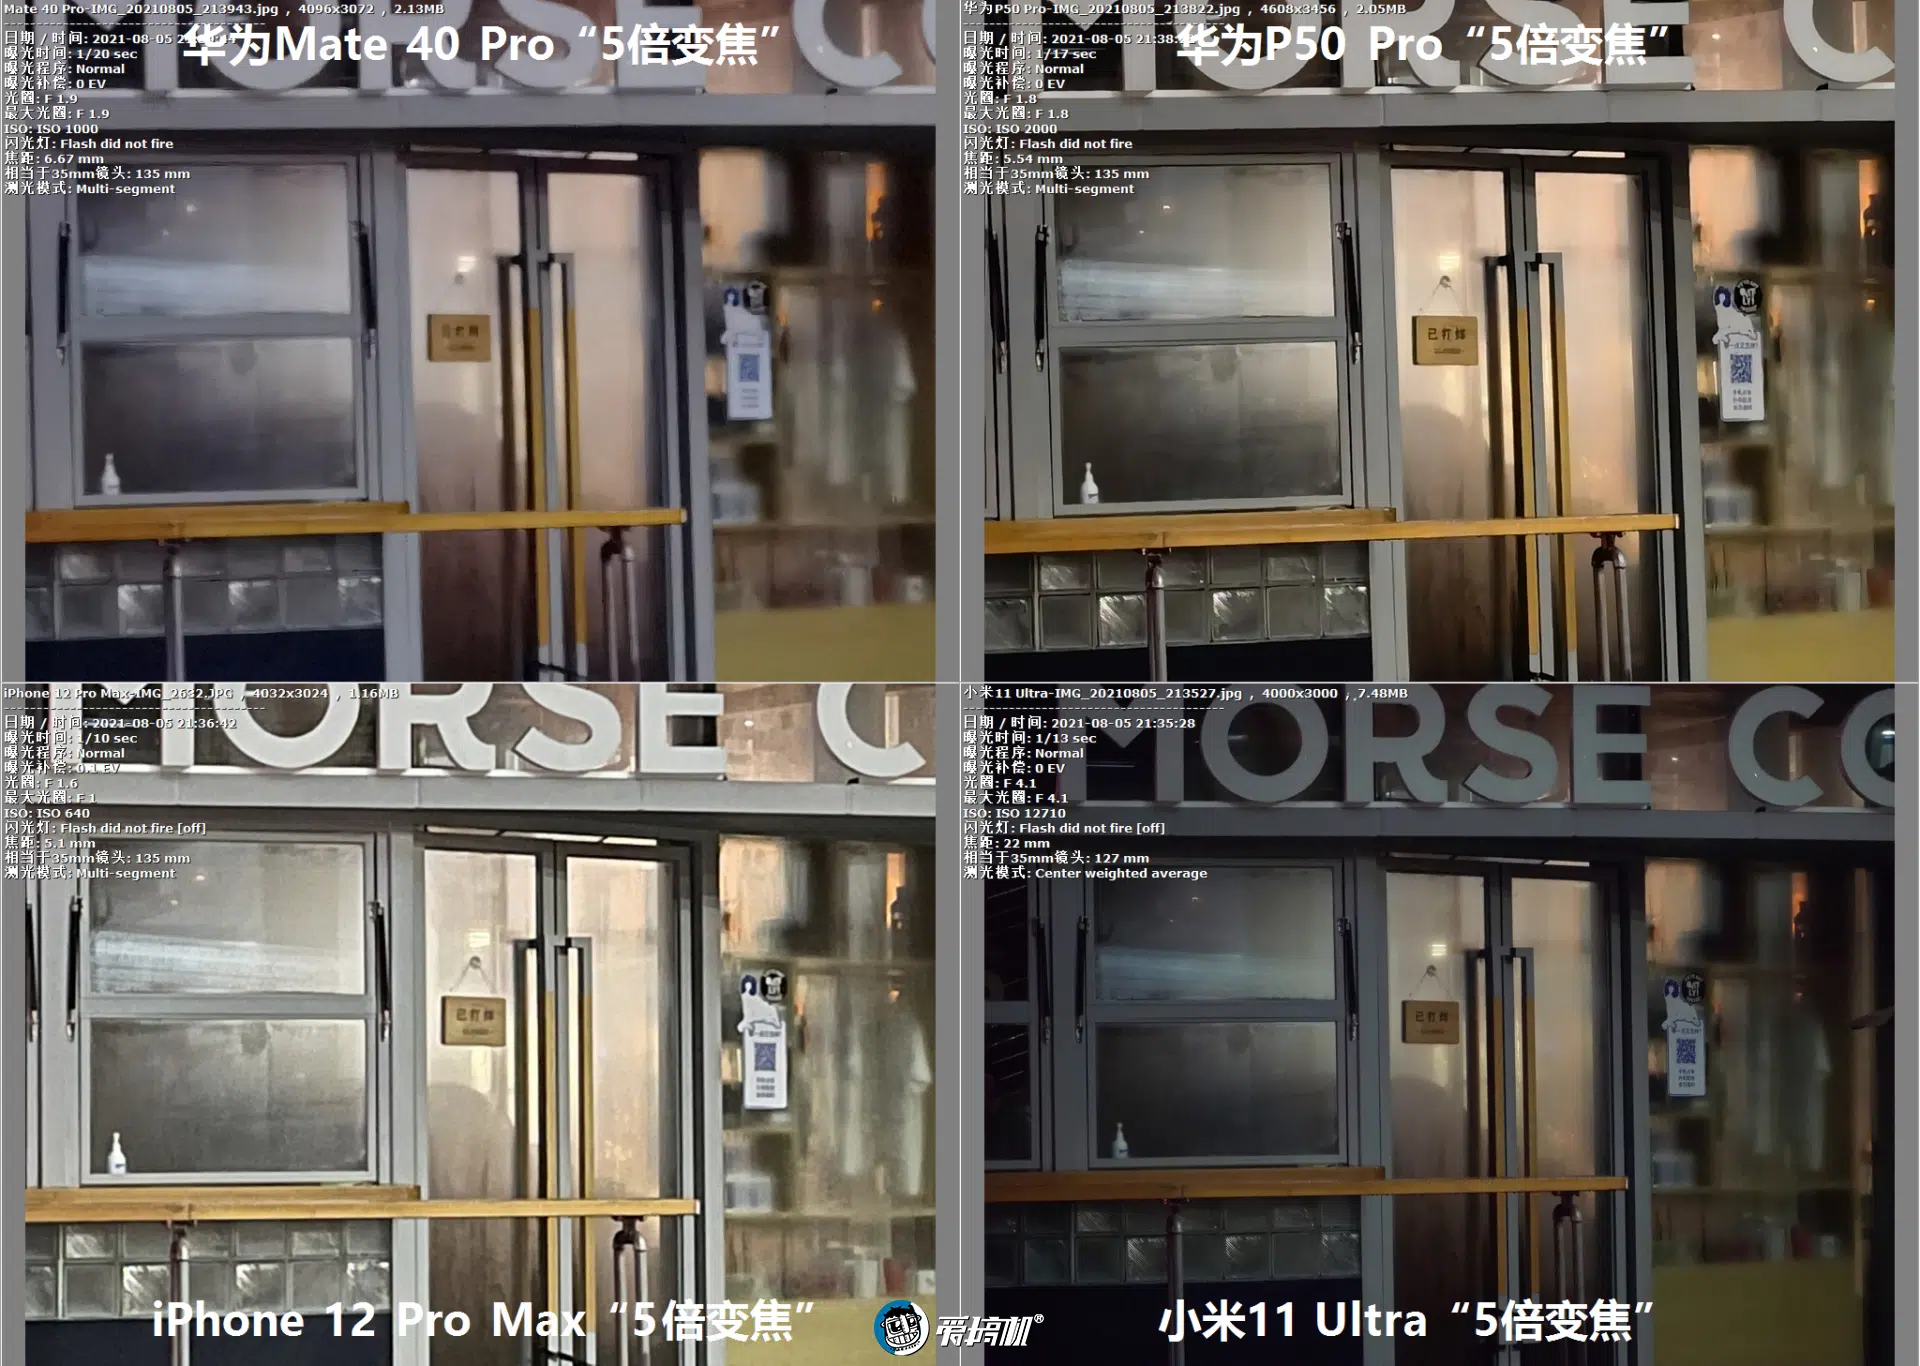 Mate 40 Pro-IMG_20210805_213943.jpg , 4096x3072 , 2.13MB
日期 / 时间: 2021-08-05
曝光时间: 1/20 sec
曝光程序: Normal
曝光补偿: 0 EV
光圈: F 1.9
最大光圈: F 1.9
ISO: ISO 1000
闪光灯: Flash did not fire
焦距: 6.67 mm
相当于35mm镜头: 135 mm
测光模式: Multi-segment
华为Mate 40 Pro “5倍变焦”
ORSE C
华为P50 Pro-IMG_20210805_213822.jpg , 4608x3456 , 2.05MB
日期 / 时间: 2021-08-05 21:38:
曝光时间: 1/17 sec
曝光程序: Normal
曝光补偿: 0 EV
光圈: F 1.8
最大光圈: F 1.8
ISO: ISO 2000
闪光灯: Flash did not fire
焦距: 5.54 mm
相当于35mm镜头: 135 mm
测光模式: Multi-segment
华为P50 Pro “5倍变焦”
MORSE C
已打烊
iPhone 12 Pro Max-IMG_2632.JPG , 4032x3024 , 1.16MB
日期 / 时间: 2021-08-05 21:36:42
曝光时间: 1/10 sec
曝光程序: Normal
曝光补偿: 0.1 EV
光圈: F 1.6
最大光圈: F 1
ISO: ISO 640
闪光灯: Flash did not fire [off]
焦距: 5.1 mm
相当于35mm镜头: 135 mm
测光模式: Multi-segment
MORSE C
已打烊
iPhone 12 Pro Max “5倍变焦”
小米11 Ultra-IMG_20210805_213527.jpg , 4000x3000 , 7.48MB
日期 / 时间: 2021-08-05 21:35:28
曝光时间: 1/13 sec
曝光程序: Normal
曝光补偿: 0 EV
光圈: F 4.1
最大光圈: F 4.1
ISO: ISO 12710
闪光灯: Flash did not fire [off]
焦距: 22 mm
相当于35mm镜头: 127 mm
测光模式: Center weighted average
MORSE CO
已打烊
小米11 Ultra “5倍变焦”
爱搞机®